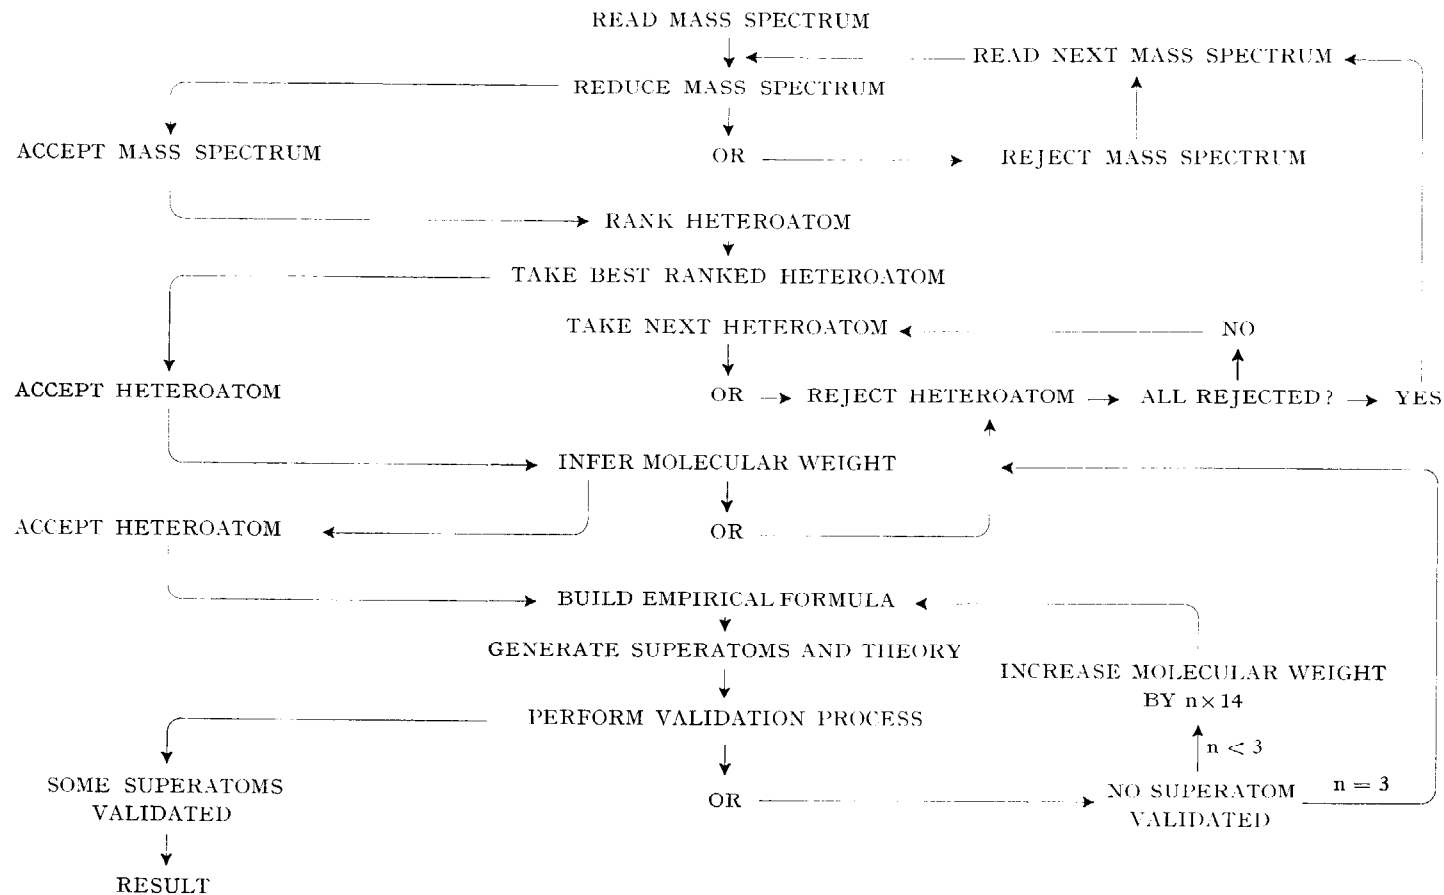 READ MASS SPECTRUM
READ NEXT MASS SPECTRUM
REDUCE MASS SPECTRUM
ACCEPT MASS SPECTRUM
OR
REJECT MASS SPECTRUM
RANK HETEROATOM
TAKE BEST RANKED HETEROATOM
TAKE NEXT HETEROATOM
NO
ACCEPT HETEROATOM
OR
REJECT HETEROATOM
ALL REJECTED?
YES
INFER MOLECULAR WEIGHT
ACCEPT HETEROATOM
OR
BUILD EMPIRICAL FORMULA
GENERATE SUPERATOMS AND THEORY
INCREASE MOLECULAR WEIGHT
BY n×14
PERFORM VALIDATION PROCESS
n < 3
SOME SUPERATOMS
VALIDATED
OR
NO SUPERATOM
VALIDATED
n = 3
RESULT